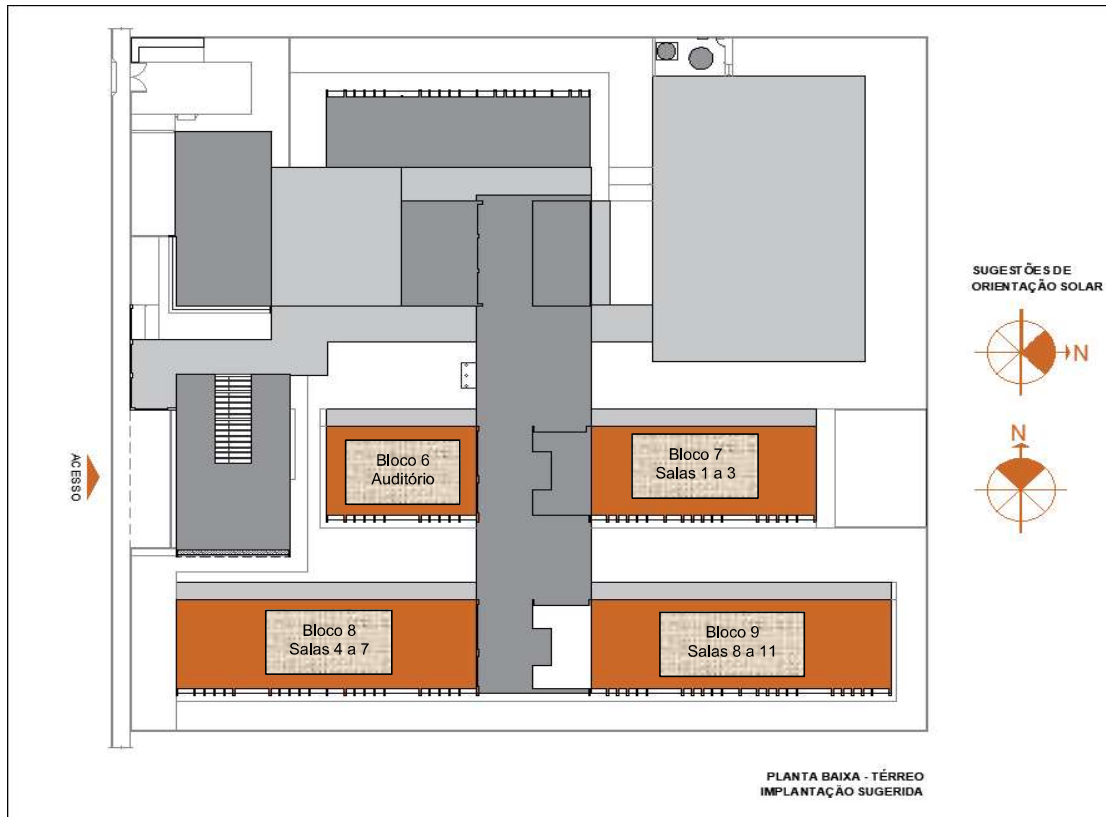 SUGESTÕES DE
ORIENTAÇÃO SOLAR
N
N
Bloco 6
Auditório
Bloco 7
Salas 1 a 3
ACESSO
Bloco 8
Salas 4 a 7
Bloco 9
Salas 8 a 11
PLANTA BAIXA - TÉRREO
IMPLANTAÇÃO SUGERIDA